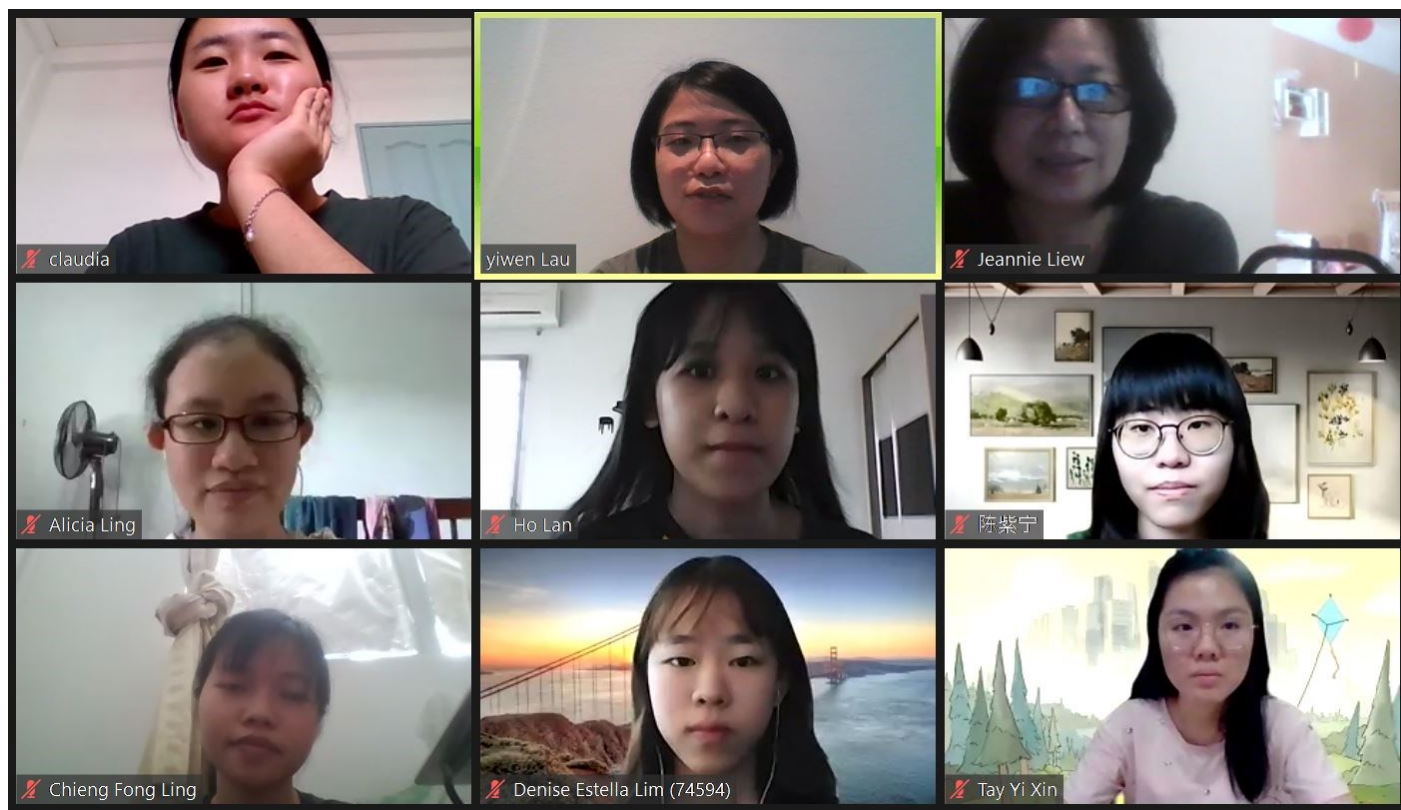 claudia
yiwen Lau
Jeannie Liew
Alicia Ling
Ho Lan
陈紫宁
Chieng Fong Ling
Denise Estella Lim (74594)
Tay Yi Xin